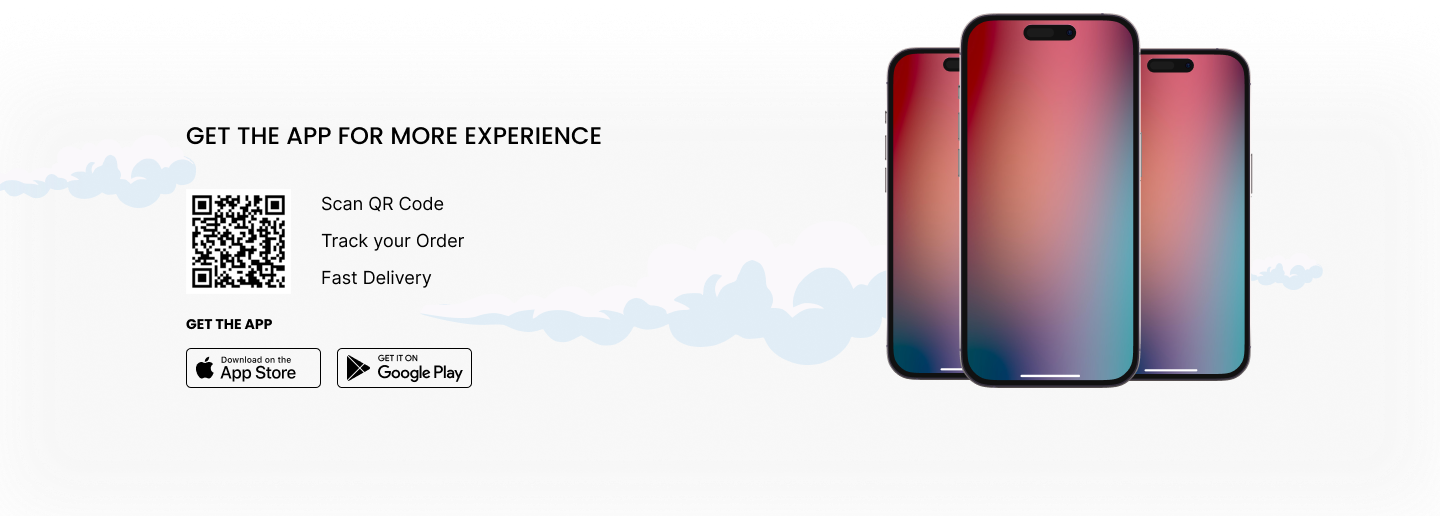 GET THE APP FOR MORE EXPERIENCE
Scan QR Code
Track your Order
Fast Delivery
GET THE APP
Download on the
App Store
GET IT ON
Google Play